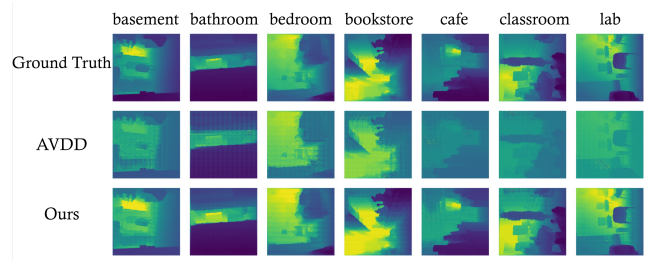 basement bathroom bedroom bookstore cafe classroom lab
Ground Truth
AVDD
Ours